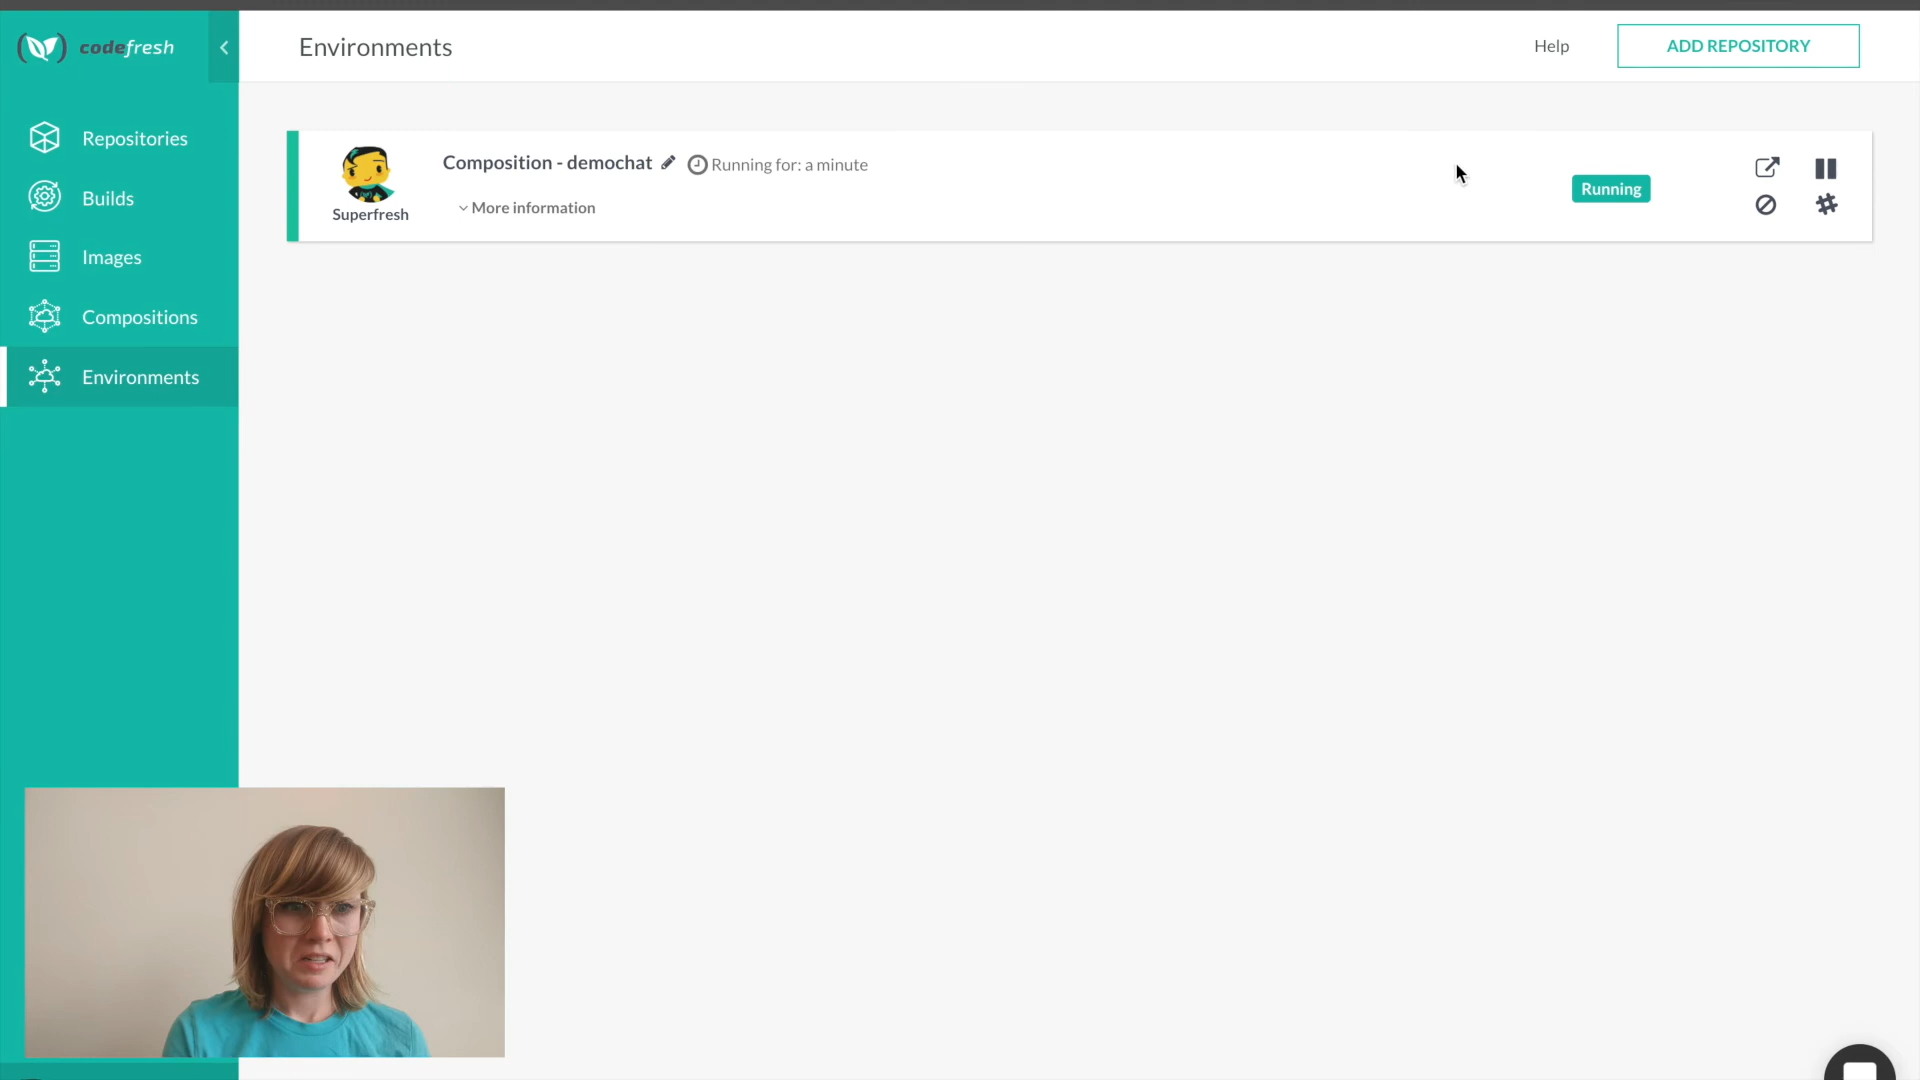 codefresh
Environments
Help
ADD REPOSITORY
Repositories
Builds
Images
Compositions
Environments
Composition - demochat
Running for: a minute
Superfresh
More information
Running